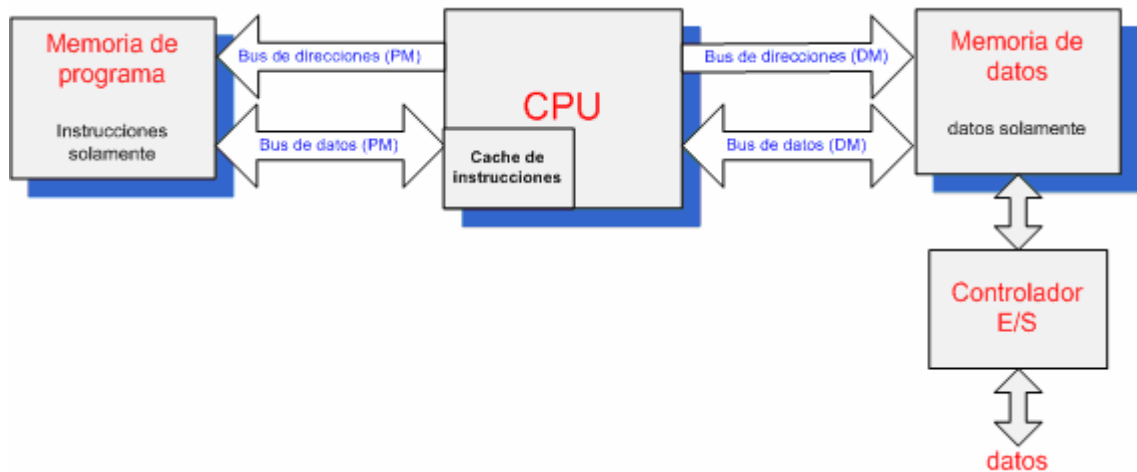 Memoria de
programa
Instrucciones
solamente
Bus de direcciones (PM)
Bus de datos (PM)
CPU
Cache de
instrucciones
Bus de direcciones (DM)
Bus de datos (DM)
Memoria de
datos
datos solamente
Controlador
E/S
datos